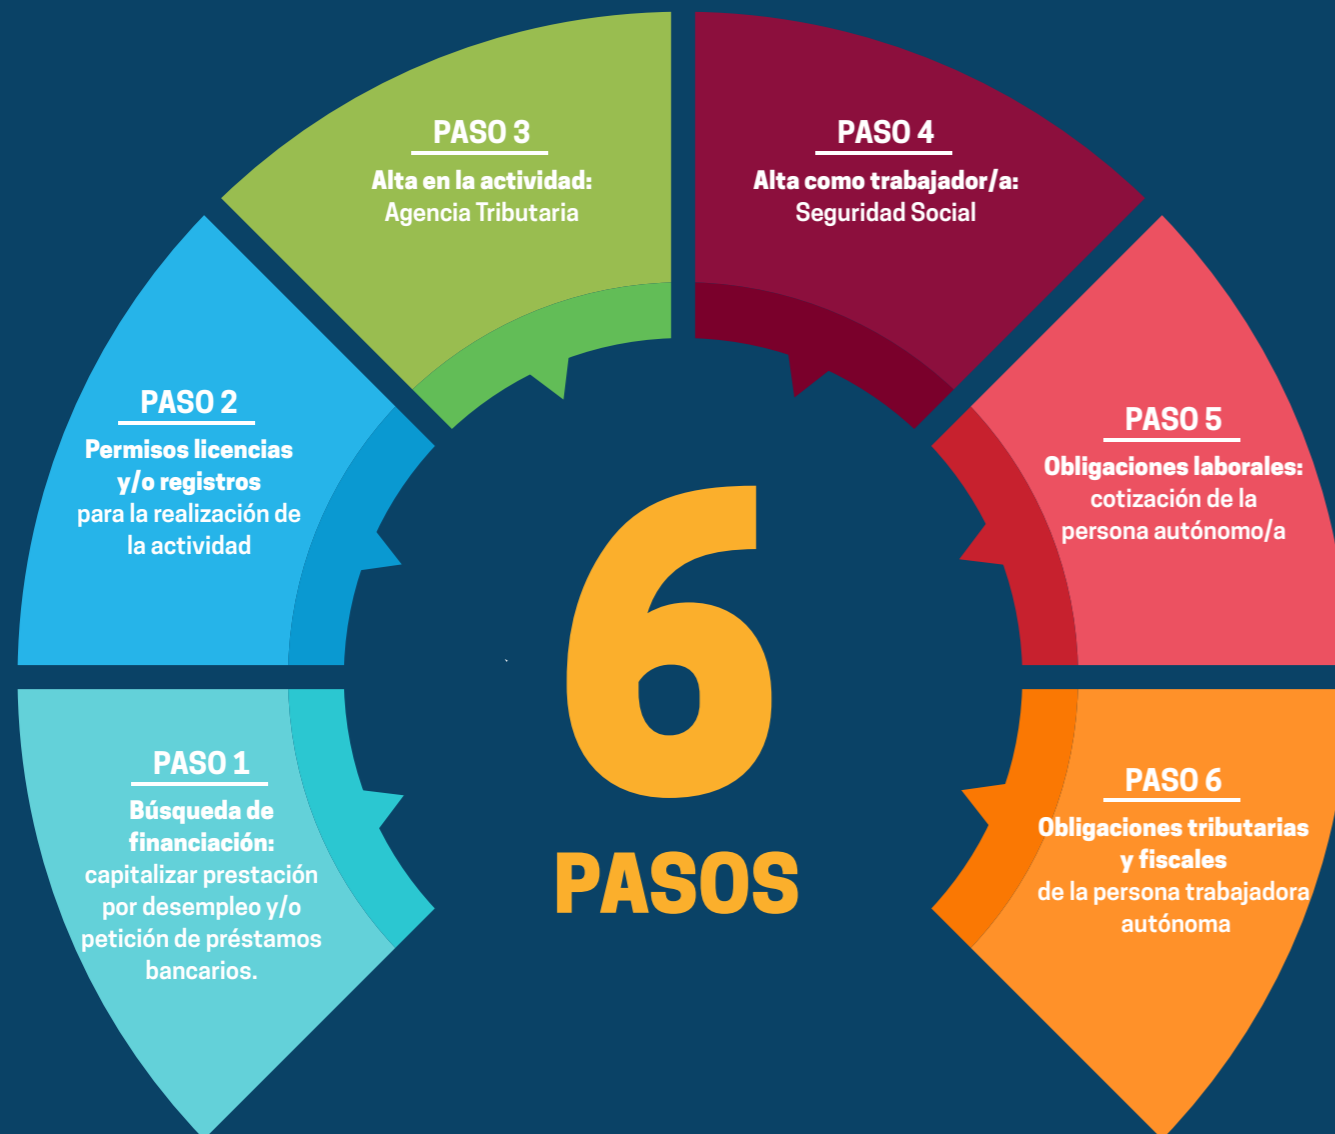 PASO 1
Búsqueda de
financiación:
capitalizar prestación
por desempleo y/o
petición de préstamos
bancarios.
PASO 2
Permisos licencias
y/o registros
para la realización de
la actividad
PASO 3
Alta en la actividad:
Agencia Tributaria
PASO 4
Alta como trabajador/a:
Seguridad Social
PASO 5
Obligaciones laborales:
cotización de la
persona autónomo/a
PASO 6
Obligaciones tributarias
y fiscales
de la persona trabajadora
autónoma
6
PASOS